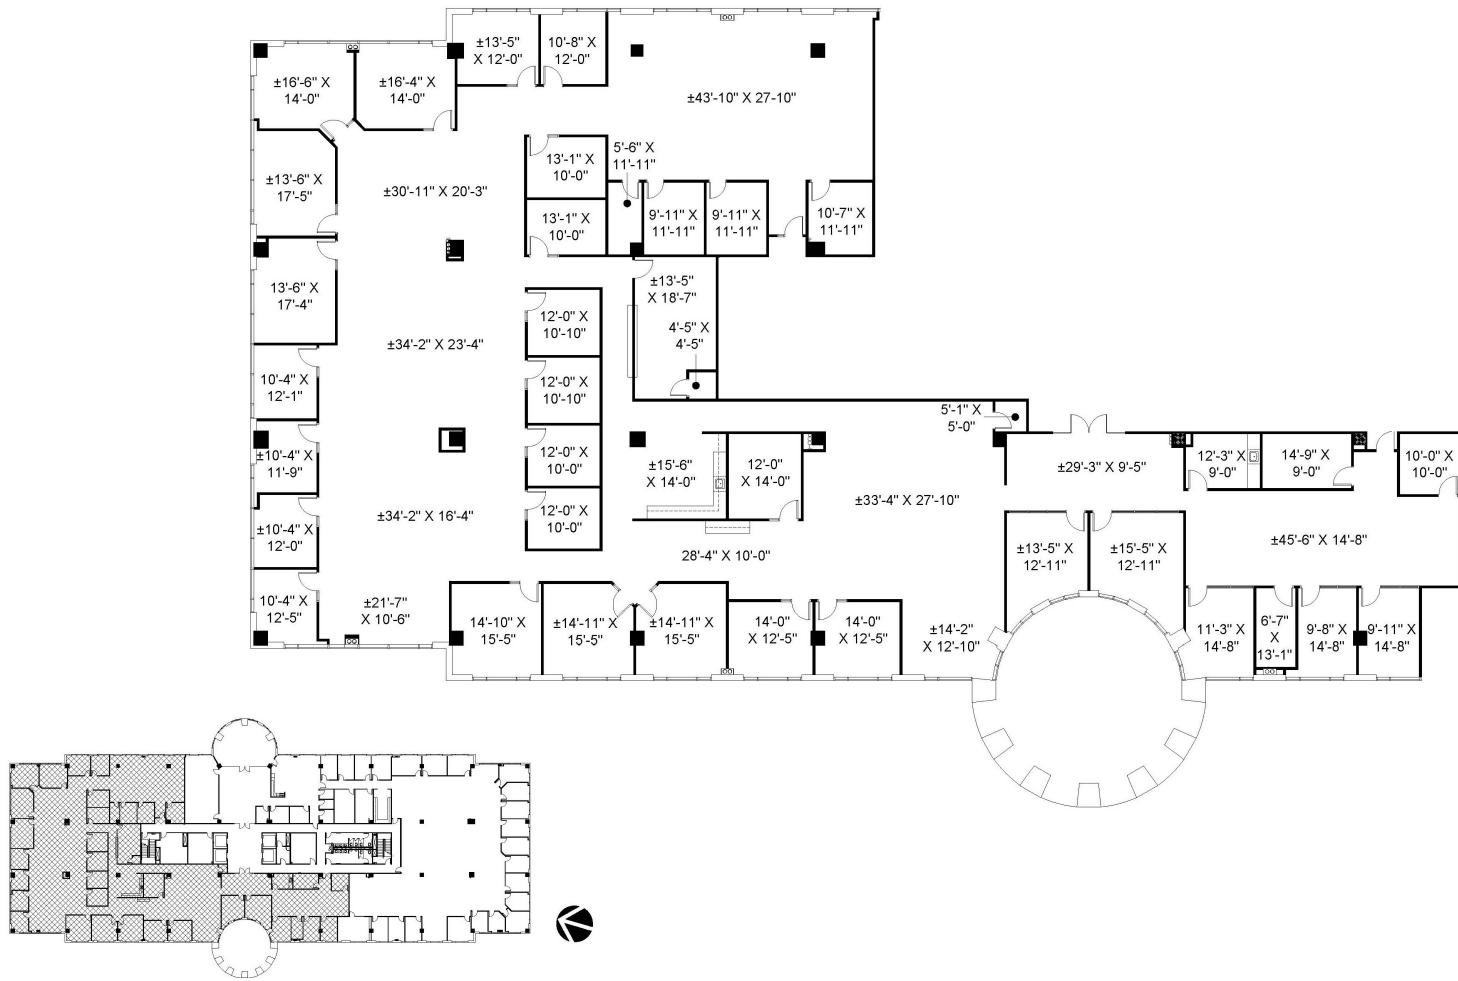 ±13'-5"
X 12'-0"
10'-8" X
12'-0"
±16'-6" X
14'-0"
±16'-4" X
14'-0"
±43'-10" X 27-10"
5'-6" X
11'-11"
13'-1" X
10'-0"
±13'-6" X
17'-5"
±30'-11" X 20'-3"
13'-1" X
10'-0"
9'-11" X
11'-11"
9'-11" X
11'-11"
10'-7" X
11'-11"
13'-6" X
17'-4"
±13'-5"
X 18'-7"
12'-0" X
10'-10"
4'-5" X
4'-5"
±34'-2" X 23'-4"
10'-4" X
12'-1"
12'-0" X
10'-10"
5'-1" X
5'-0"
±10'-4" X
11'-9"
12'-0" X
10'-0"
±15'-6"
X 14'-0"
12'-0"
X 14'-0"
±29'-3" X 9'-5"
12'-3" X
9'-0"
14'-9" X
9'-0"
10'-0" X
10'-0"
±33'-4" X 27'-10"
±34'-2" X 16'-4"
12'-0" X
10'-0"
±10'-4" X
12'-0"
28'-4" X 10'-0"
±13'-5" X
12'-11"
±15'-5" X
12'-11"
±45'-6" X 14'-8"
10'-4" X
12'-5"
±21'-7"
X 10'-6"
14'-10" X
15'-5"
±14'-11" X
15'-5"
±14'-11" X
15'-5"
14'-0"
X 12'-5"
14'-0"
X 12'-5"
±14'-2"
X 12'-10"
11'-3" X
14'-8"
6'-7"
X
13'-1"
9'-8" X
14'-8"
9'-11" X
14'-8"